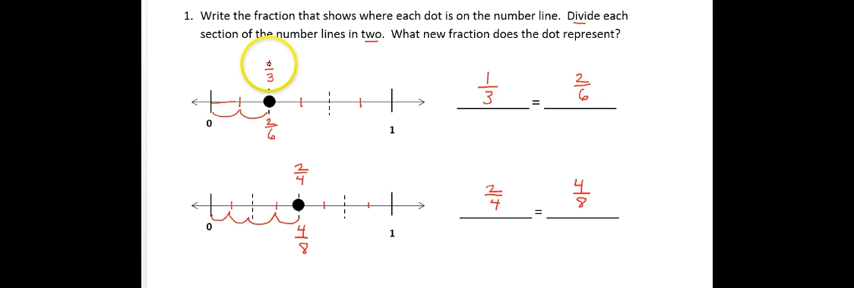 1. Write the fraction that shows where each dot is on the number line. Divide each
section of the number lines in two. What new fraction does the dot represent?
1/3
0 1
2/6
1/3 = 2/6
2/4
0 1
4/8
2/4 = 4/8